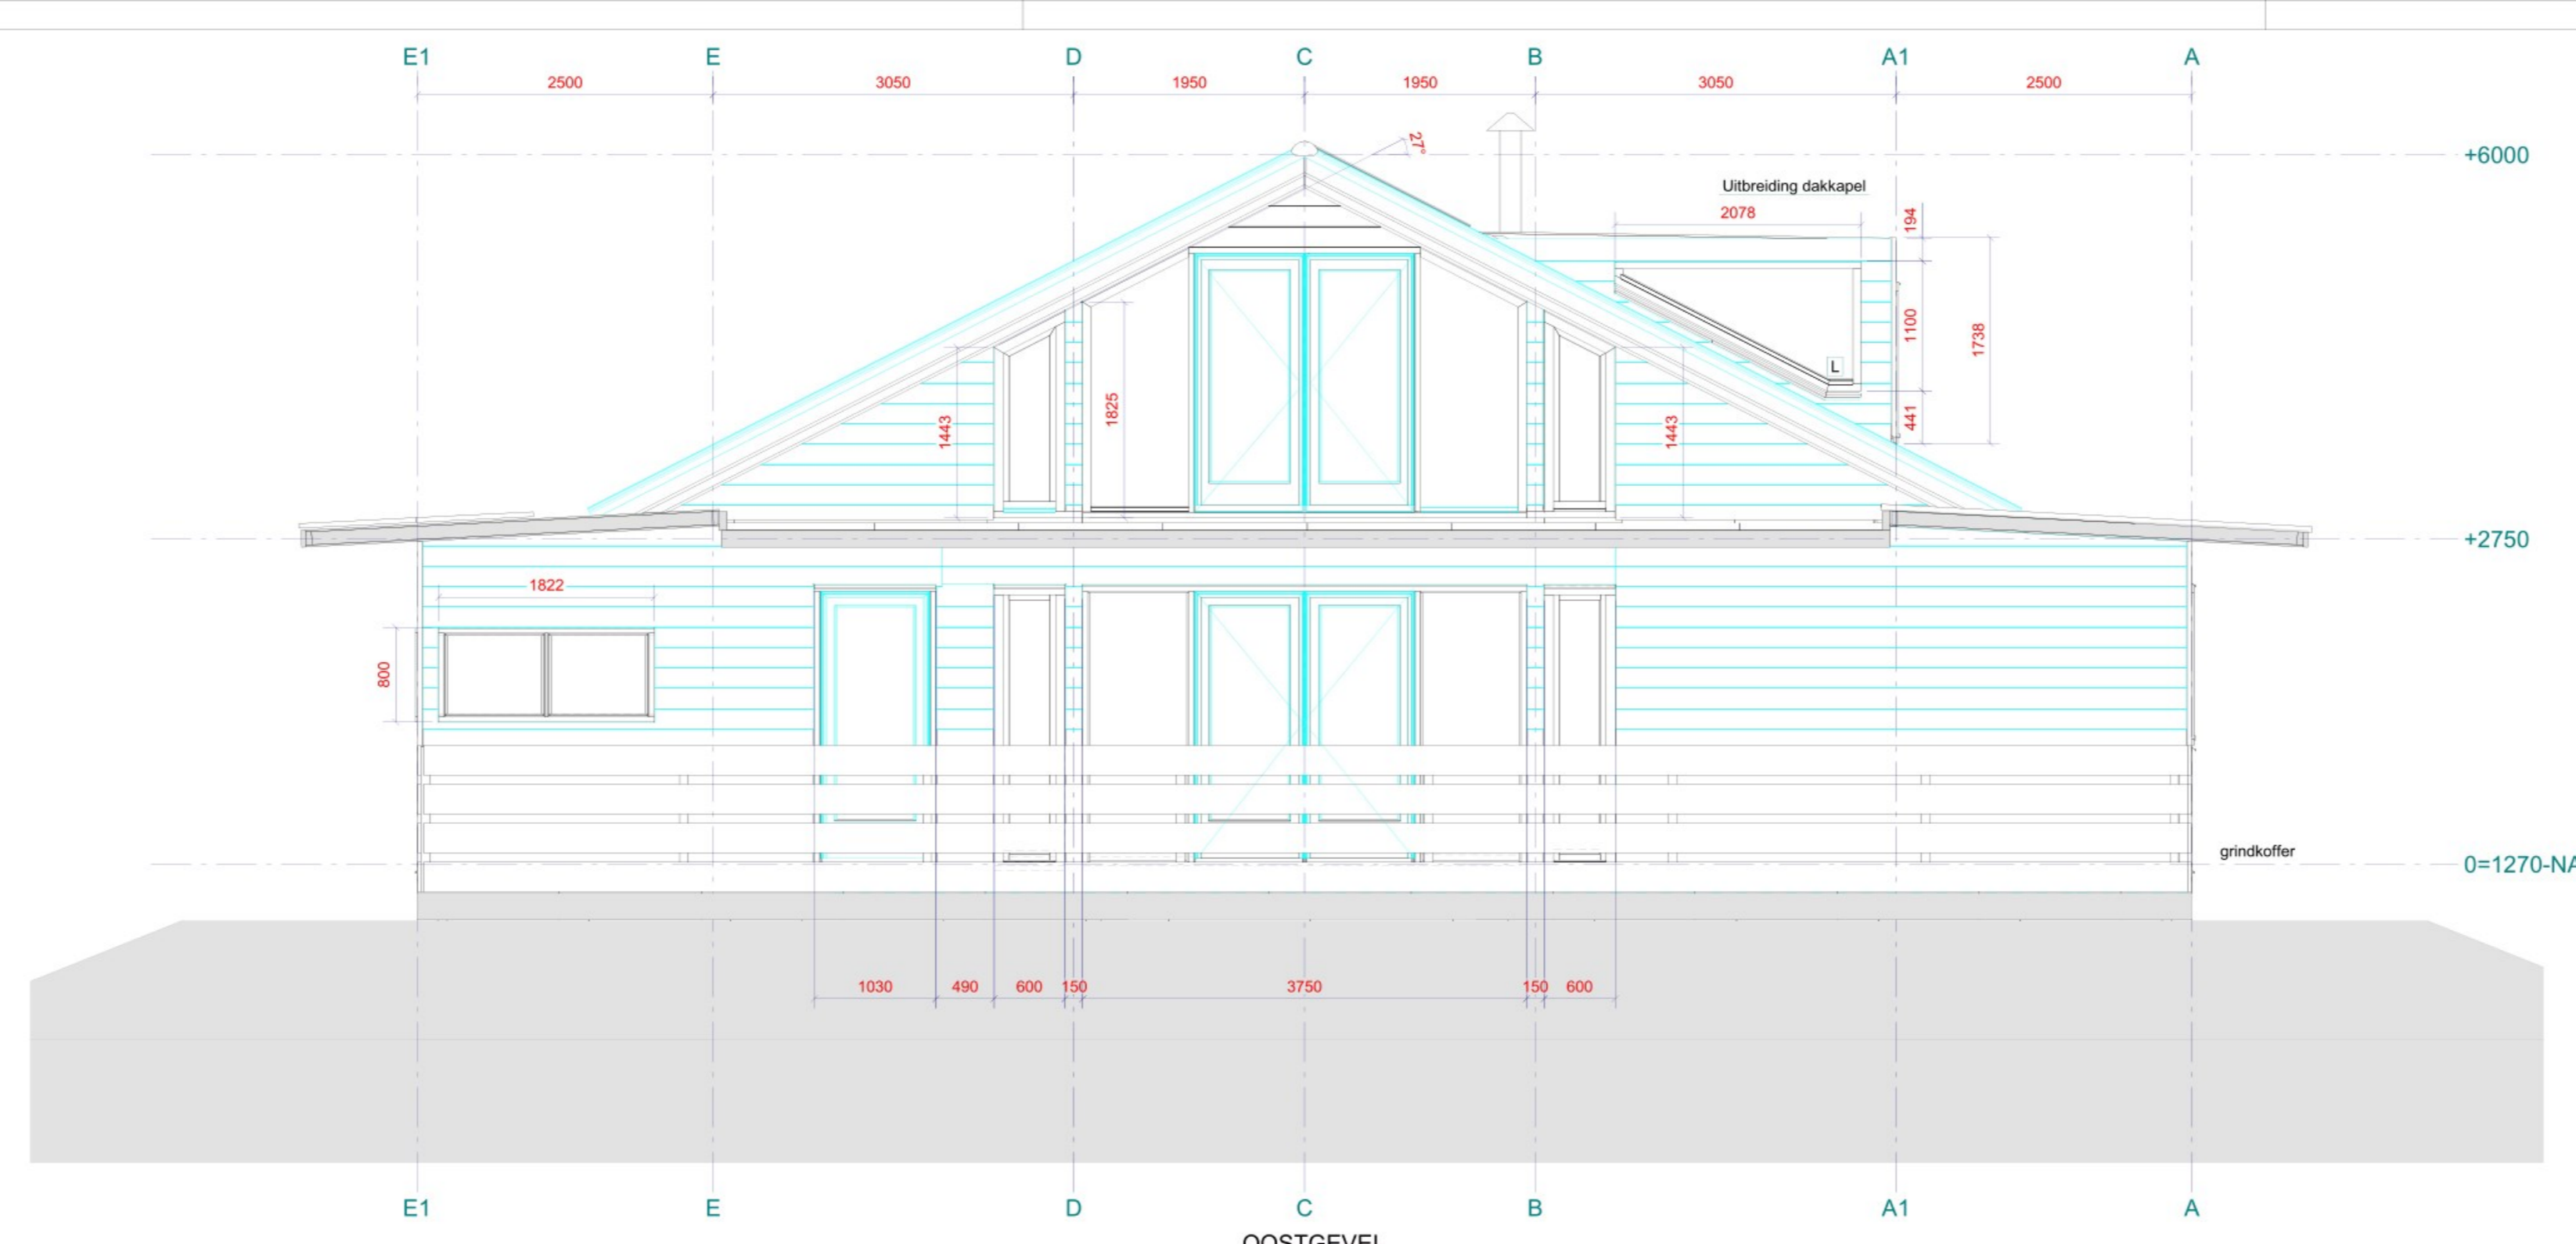 E1 E D C B A1 A
2500 3050 1950 1950 3050 2500
27°
+6000
Uitbreiding dakkapel
2078
194
1100
1738
L
441
1443
1825
1443
+2750
1822
800
grindkoffer
0=1270-NA
1030 490 600 150 3750 150 600
E1 E D C B A1 A
OOSTGEVEL